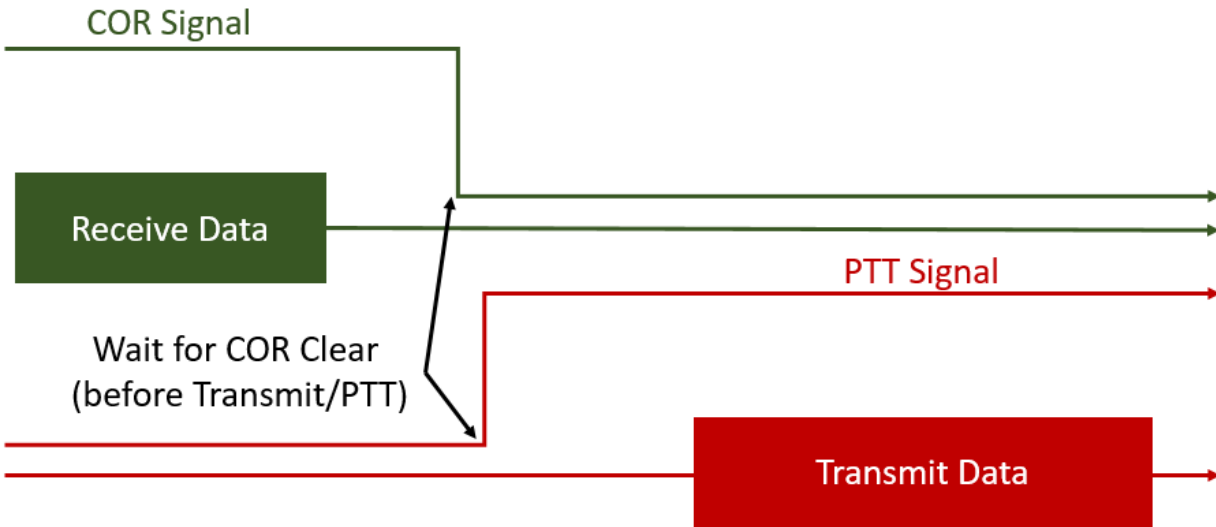 COR Signal
Receive Data
PTT Signal
Wait for COR Clear
(before Transmit/PTT)
Transmit Data